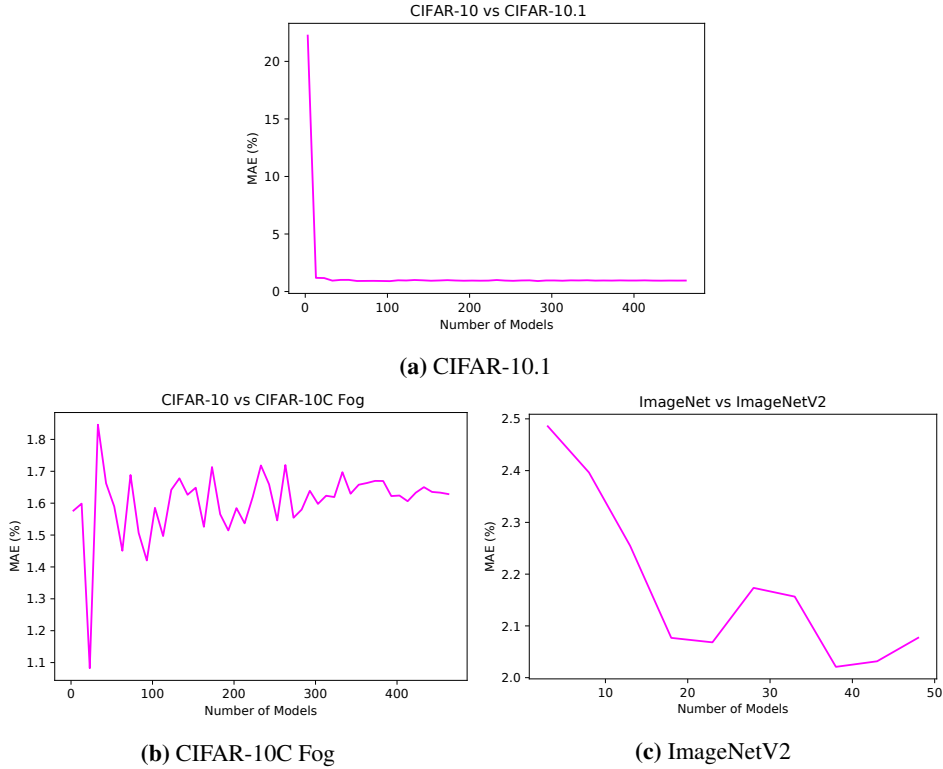 CIFAR-10 vs CIFAR-10.1
20
15
10
5
0
MAE (%)
0 100 200 300 400
Number of Models
(a) CIFAR-10.1
CIFAR-10 vs CIFAR-10C Fog
1.8
1.7
1.6
1.5
1.4
1.3
1.2
1.1
MAE (%)
0 100 200 300 400
Number of Models
(b) CIFAR-10C Fog
ImageNet vs ImageNetV2
2.5
2.4
2.3
2.2
2.1
2.0
MAE (%)
10 20 30 40 50
Number of Models
(c) ImageNetV2